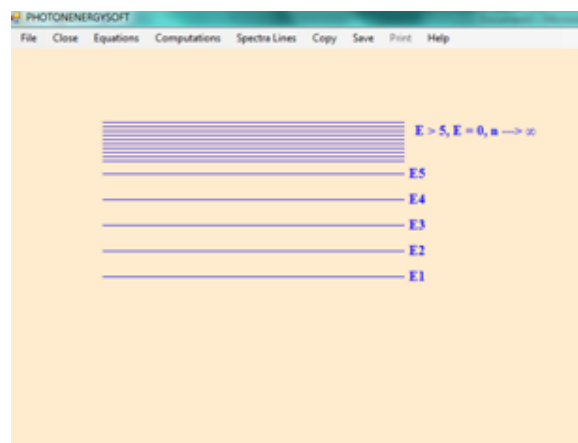 PHOTONENERGYSOFT
File Close Equations Computations Spectra Lines Copy Save Print Help
E > 5, E = 0, n ---> ∞
E5
E4
E3
E2
E1